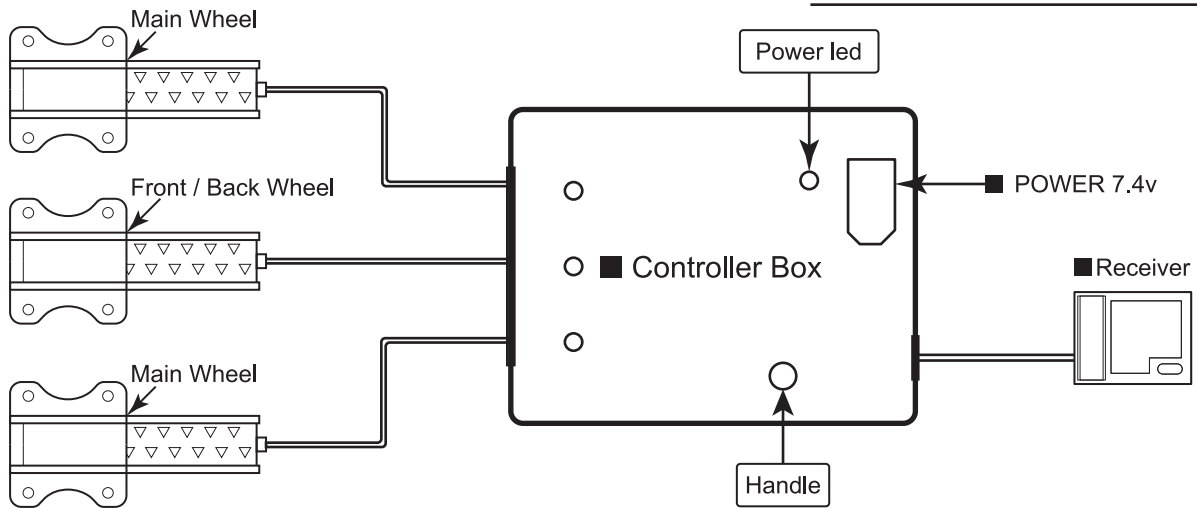 Main Wheel
Power led
Front / Back Wheel
■ POWER 7.4v
■ Controller Box
■ Receiver
Main Wheel
Handle